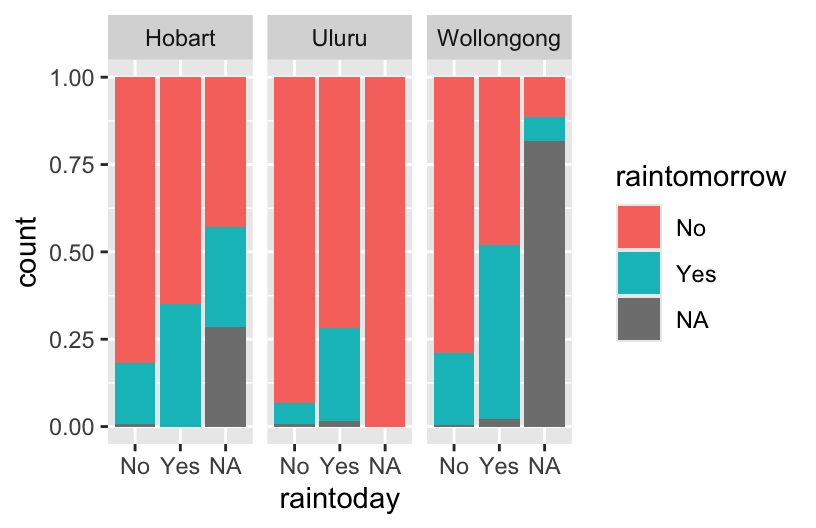 Hobart Uluru Wollongong
1.00
0.75
0.50
0.25
0.00
count
No Yes NA No Yes NA No Yes NA
raintoday
raintomorrow
No
Yes
NA